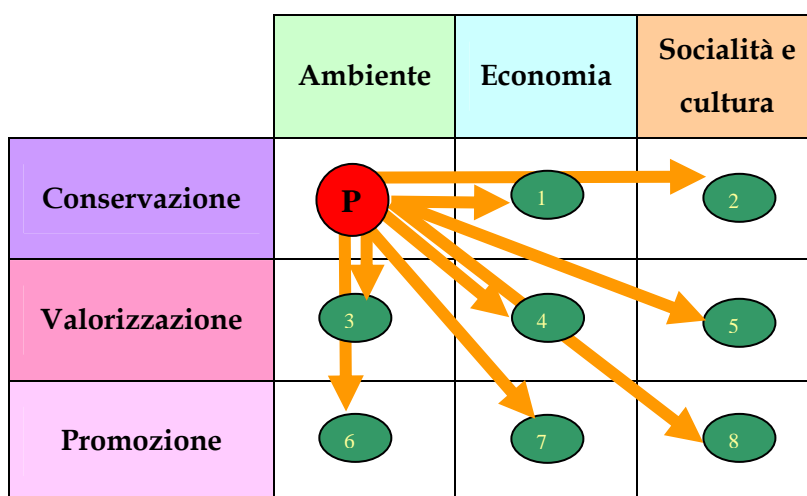 Ambiente
Economia
Socialità e
cultura
Conservazione
P
1
2
Valorizzazione
3
4
5
Promozione
6
7
8